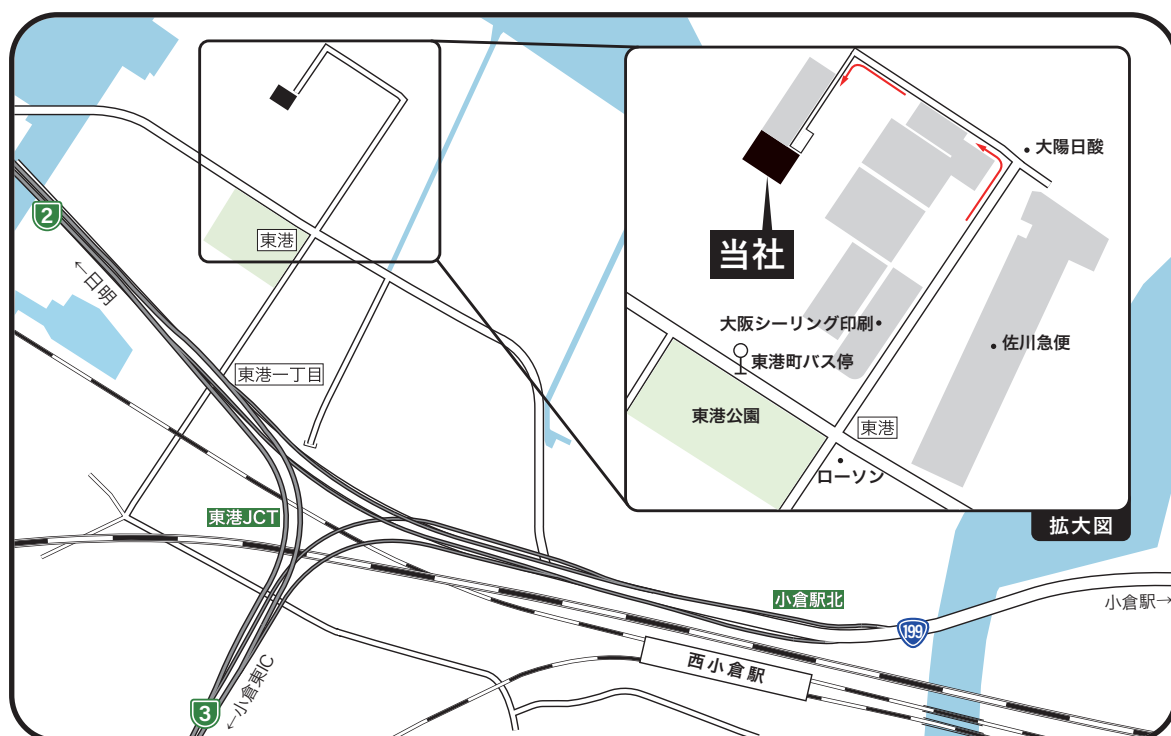 2
←日明
東港
東港一丁目
東港JCT
小倉駅北
199
小倉駅→
西小倉駅
3
←小倉東IC
大陽日酸
当社
大阪シーリング印刷
佐川急便
東港町バス停
東港公園
東港
ローソン
拡大図